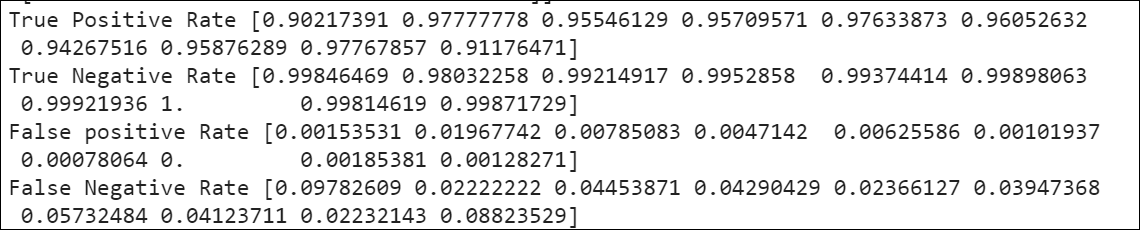 True Positive Rate [0.90217391 0.97777778 0.95546129 0.95709571 0.97633873 0.96052632
 0.94267516 0.95876289 0.97767857 0.91176471]
True Negative Rate [0.99846469 0.98032258 0.99214917 0.9952858  0.99374414 0.99898063
 0.99921936 1.         0.99814619 0.99871729]
False positive Rate [0.00153531 0.01967742 0.00785083 0.0047142  0.00625586 0.00101937
 0.00078064 0.         0.00185381 0.00128271]
False Negative Rate [0.09782609 0.02222222 0.04453871 0.04290429 0.02366127 0.03947368
 0.05732484 0.04123711 0.02232143 0.08823529]